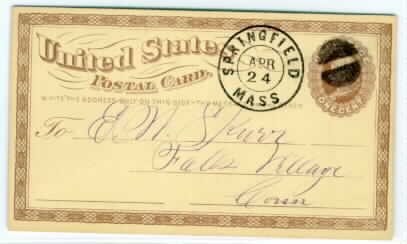 United States
SPRINGFIELD
APR
24
MASS
POSTAL CARD.
ONE CENT
WRITE THE ADDRESS ONLY ON THIS SIDE - THE MESSAGE ON THE OTHER
To E. W. Spurr
Falls Village
Conn